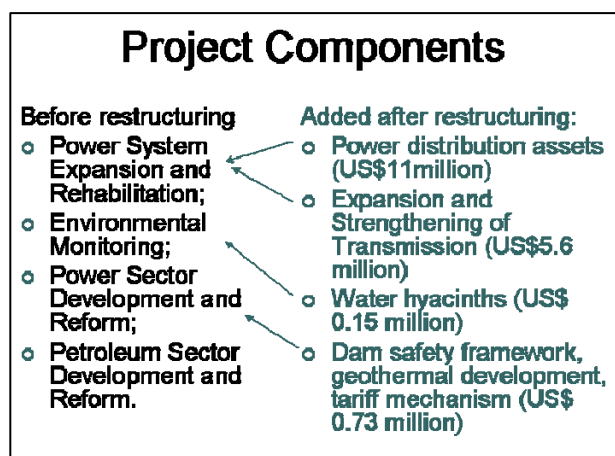 Project Components
Before restructuring
o Power System
Expansion and
Rehabilitation;
o Environmental
Monitoring;
o Power Sector
Development and
Reform;
o Petroleum Sector
Development and
Reform.
Added after restructuring:
o Power distribution assets
(US$11million)
o Expansion and
Strengthening of
Transmission (US$5.6
million)
o Water hyacinths (US$
0.15 million)
o Dam safety framework,
geothermal development,
tariff mechanism (US$
0.73 million)